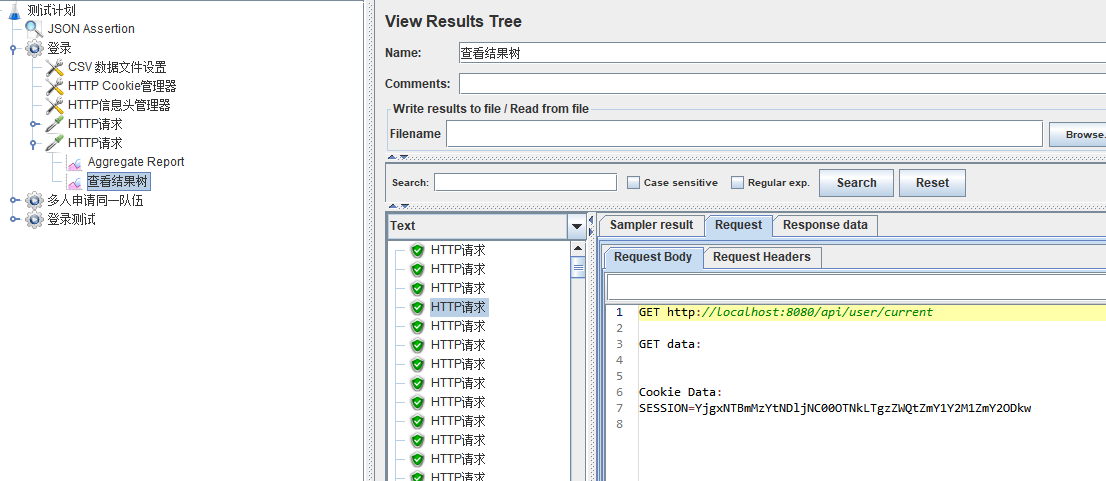 测试计划
JSON Assertion
登录
CSV 数据文件设置
HTTP Cookie管理器
HTTP信息头管理器
HTTP请求
HTTP请求
Aggregate Report
查看结果树
多人申请同一队伍
登录测试
View Results Tree
Name: 查看结果树
Comments:
Write results to file / Read from file
Filename Browse.
Search: Case sensitive Regular exp. Search Reset
Text
HTTP请求
HTTP请求
HTTP请求
HTTP请求
HTTP请求
HTTP请求
HTTP请求
HTTP请求
HTTP请求
HTTP请求
HTTP请求
HTTP请求
HTTP请求
Sampler result Request Response data
Request Body Request Headers
1 GET http://localhost:8080/api/user/current
2
3 GET data:
4
5
6 Cookie Data:
7 SESSION=YjgxNTBmMzYtNDljNC00OTNkLTgzZWQtZmY1Y2M1ZmY2ODkw
8